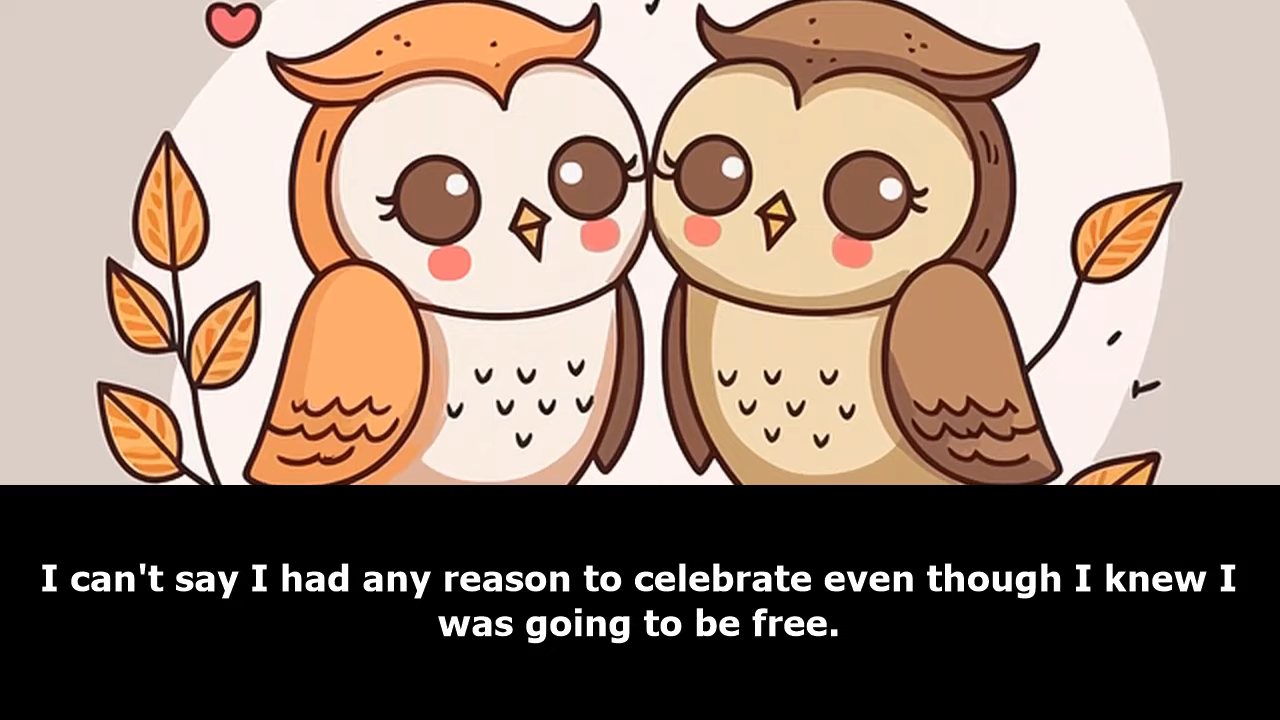 I can't say I had any reason to celebrate even though I knew I
was going to be free.